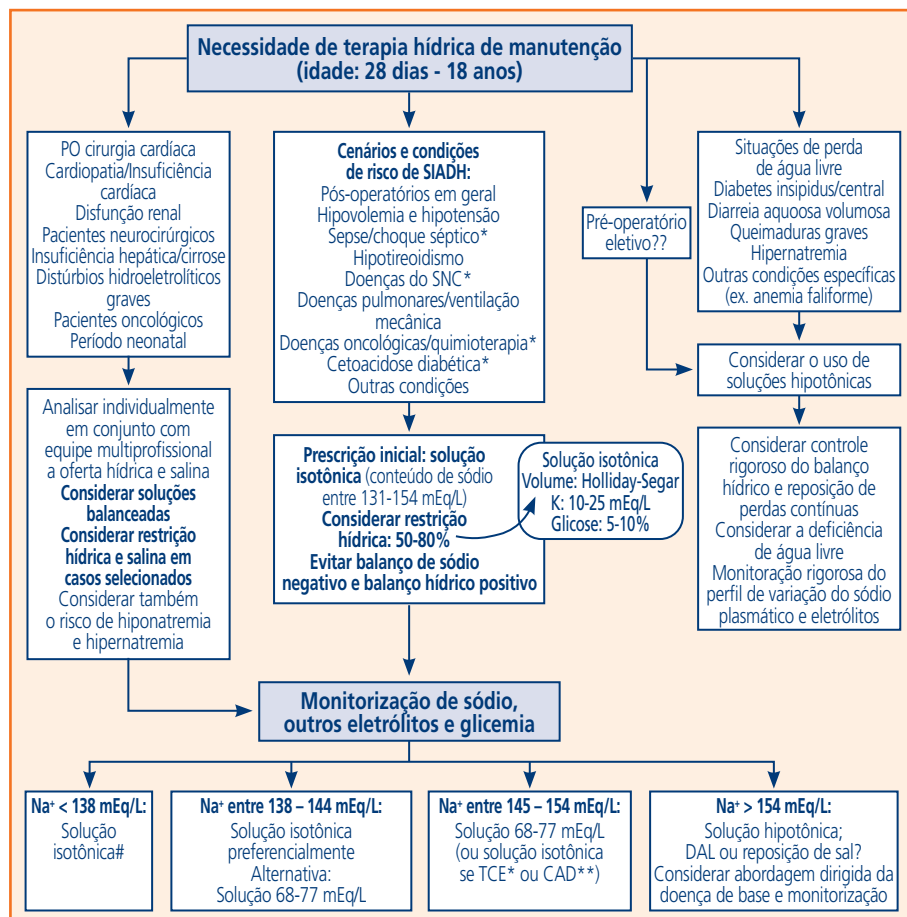 Necessidade de terapia hídrica de manutenção
(idade: 28 dias - 18 anos)
PO cirurgia cardíaca
Cardiopatia/Insuficiência
cardíaca
Disfunção renal
Pacientes neurocirúrgicos
Insuficiência hepática/cirrose
Distúrbios hidroeletrolíticos
graves
Pacientes oncológicos
Período neonatal
Cenários e condições
de risco de SIADH:
Pós-operatórios em geral
Hipovolemia e hipotensão
Sepse/choque séptico*
Hipotireoidismo
Doenças do SNC*
Doenças pulmonares/ventilação
mecânica
Doenças oncológicas/quimioterapia*
Cetoacidose diabética*
Outras condições
Pré-operatório
eletivo??
Situações de perda
de água livre
Diabetes insipidus/central
Diarreia aquoosa volumosa
Queimaduras graves
Hipernatremia
Outras condições específicas
(ex. anemia faliforme)
Considerar o uso de
soluções hipotônicas
Analisar individualmente
em conjunto com
equipe multiprofissional
a oferta hídrica e salina
Considerar soluções
balanceadas
Considerar restrição
hídrica e salina em
casos selecionados
Considerar também
o risco de hiponatremia
e hipernatremia
Prescrição inicial: solução
isotônica (conteúdo de sódio
entre 131-154 mEq/L)
Considerar restrição
hídrica: 50-80%
Evitar balanço de sódio
negativo e balanço hídrico positivo
Solução isotônica
Volume: Holliday-Segar
K: 10-25 mEq/L
Glicose: 5-10%
Considerar controle
rigoroso do balanço
hídrico e reposição de
perdas contínuas
Considerar a deficiência
de água livre
Monitoração rigorosa do
perfil de variação do sódio
plasmático e eletrólitos
Monitorização de sódio,
outros eletrólitos e glicemia
Na+ < 138 mEq/L:
Solução
isotônica#
Na+ entre 138 – 144 mEq/L:
Solução isotônica
preferencialmente
Alternativa:
Solução 68-77 mEq/L
Na+ entre 145 – 154 mEq/L:
Solução 68-77 mEq/L
(ou solução isotônica
se TCE* ou CAD**)
Na+ > 154 mEq/L:
Solução hipotônica;
DAL ou reposição de sal?
Considerar abordagem dirigida da
doença de base e monitorização